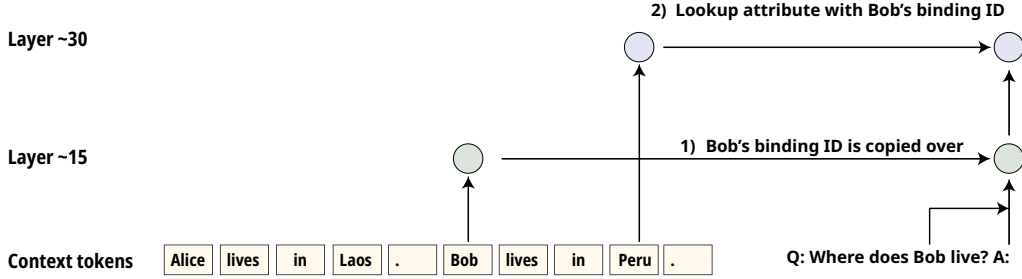 2) Lookup attribute with Bob's binding ID
Layer ~30
1) Bob's binding ID is copied over
Layer ~15
Context tokens Alice lives in Laos . Bob lives in Peru . Q: Where does Bob live? A: